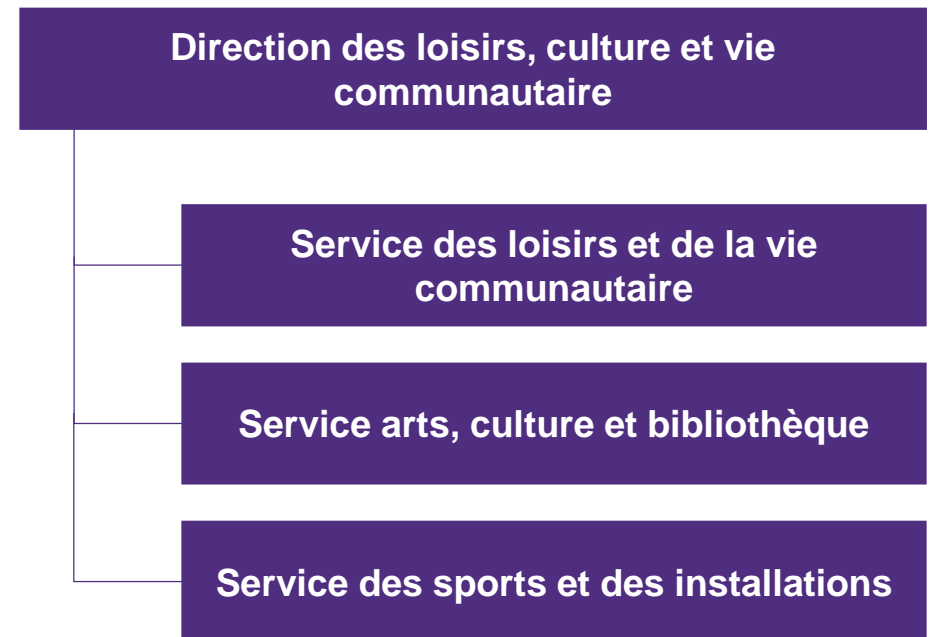 Direction des loisirs, culture et vie
communautaire
Service des loisirs et de la vie
communautaire
Service arts, culture et bibliothèque
Service des sports et des installations